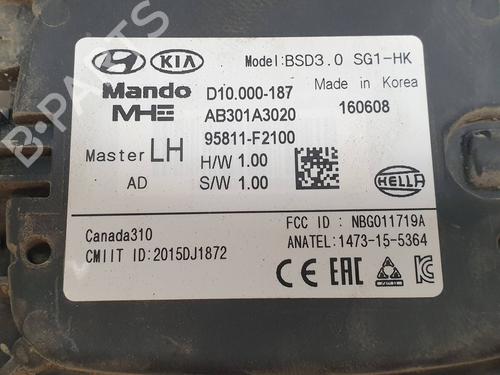 KIA Model:BSD3.0 SG1-HK
Mando D10.000-187 Made in Korea
MHE AB301A3020 160608
95811-F2100
Master LH H/W 1.00
AD S/W 1.00
HELLA
FCC ID : NBG011719A
Canada310 ANATEL: 1473-15-5364
CMIIT ID: 2015DJ1872
CE EAC
B-PARTS